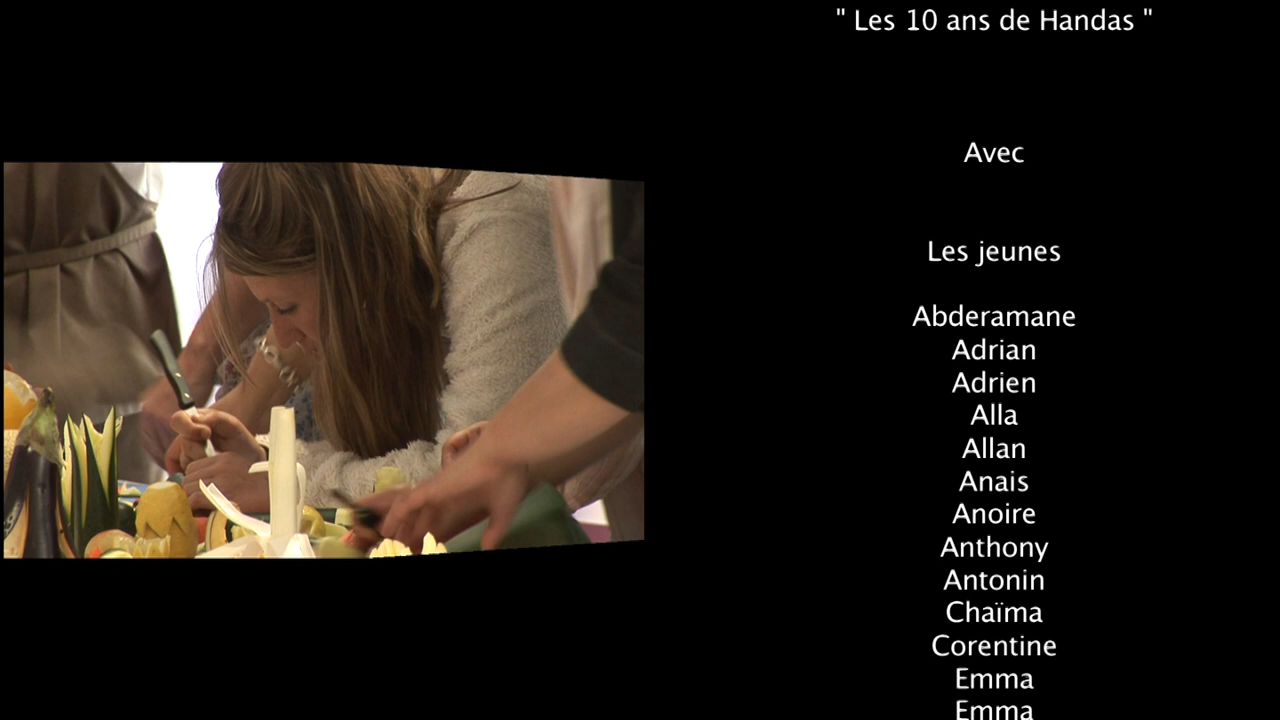 " Les 10 ans de Handas "
Avec
Les jeunes
Abderamane
Adrian
Adrien
Alla
Allan
Anais
Anoire
Anthony
Antonin
Chaïma
Corentine
Emma
Emma